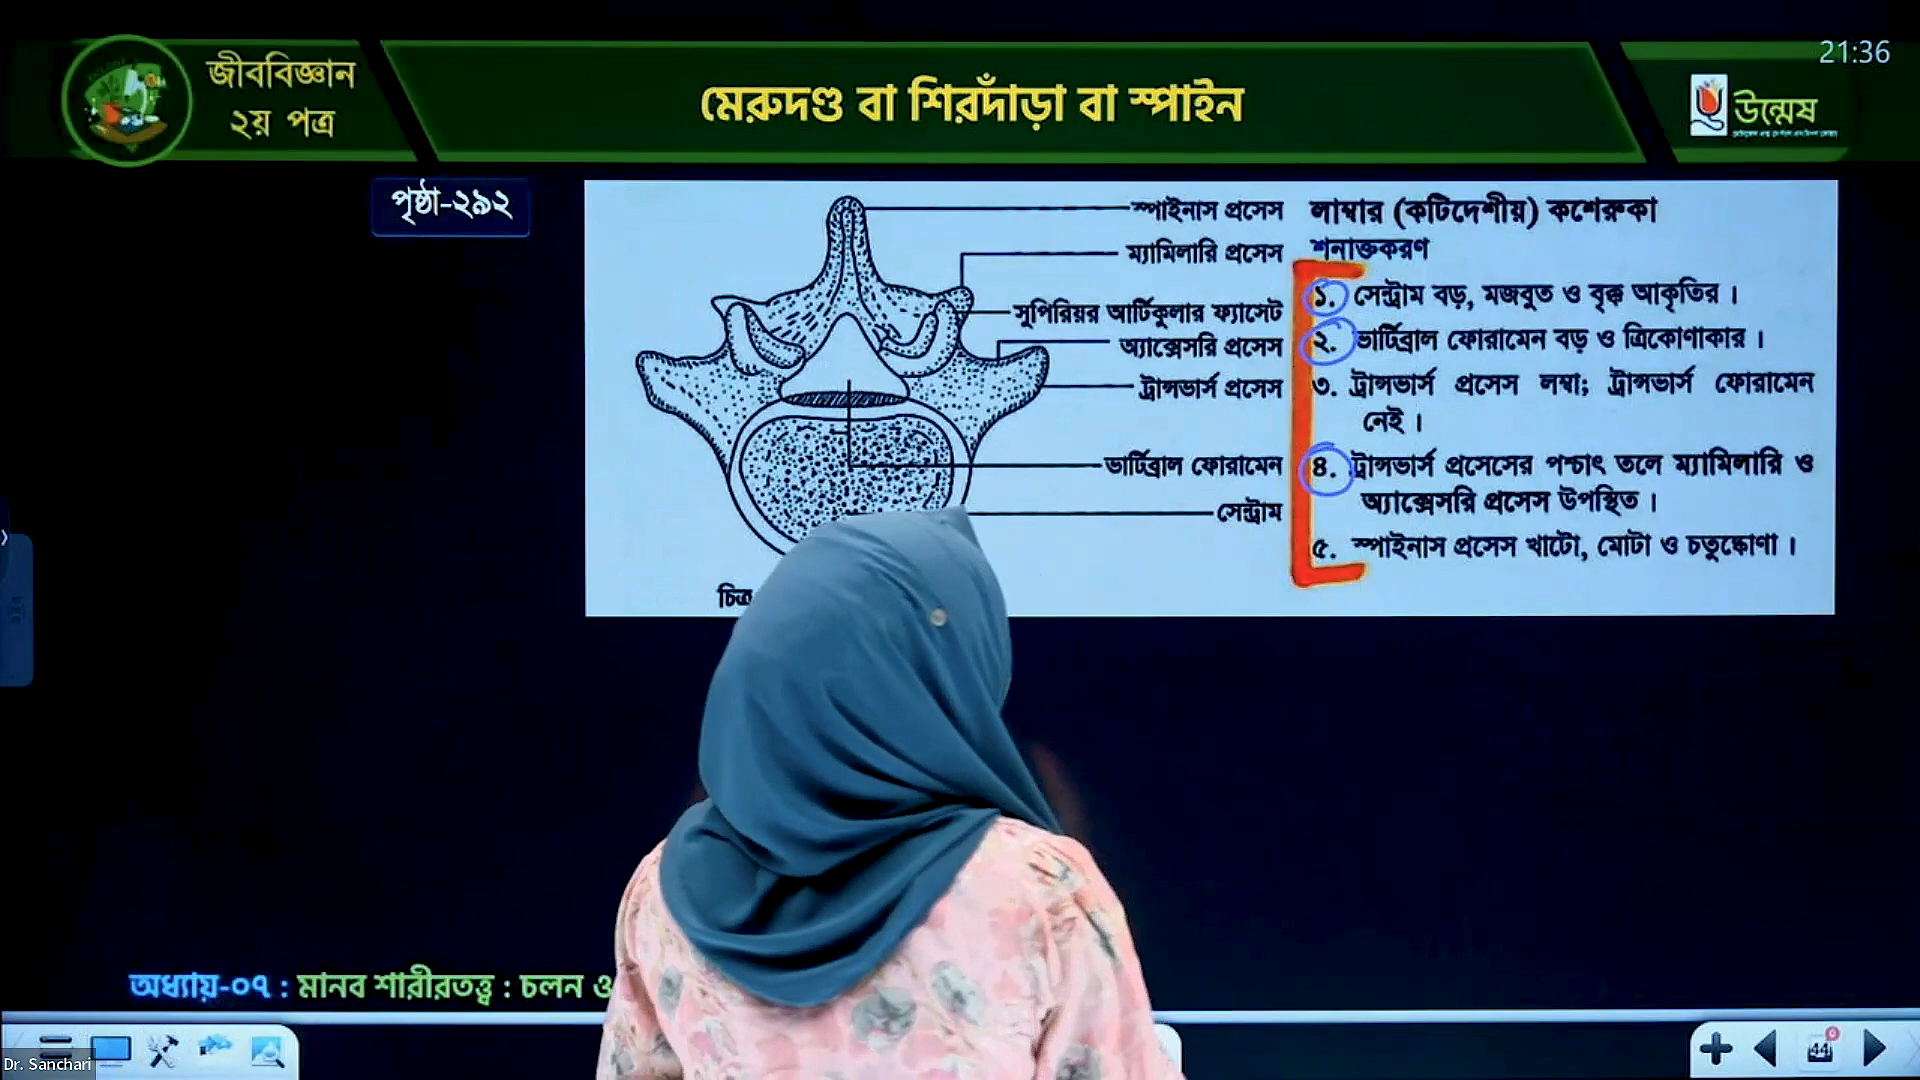 21:36
জীববিজ্ঞান
২য় পত্র
মেরুদণ্ড বা শিরদাঁড়া বা স্পাইন
উন্মেষ
পৃষ্ঠা-২৯২
স্পাইনাস প্রসেস
ম্যামিলারি প্রসেস
সুপিরিয়র আর্টিকুলার ফ্যাসেট
অ্যাক্সেসরি প্রসেস
ট্রান্সভার্স প্রসেস
ভার্টিব্রাল ফোরামেন
সেন্ট্রাম
চিত্র
লাম্বার (কটিদেশীয়) কশেরুকা
শনাক্তকরণ
১. সেন্ট্রাম বড়, মজবুত ও বৃক্ক আকৃতির।
২. ভার্টিব্রাল ফোরামেন বড় ও ত্রিকোণাকার।
৩. ট্রান্সভার্স প্রসেস লম্বা; ট্রান্সভার্স ফোরামেন
নেই।
৪. ট্রান্সভার্স প্রসেসের পশ্চাৎ তলে ম্যামিলারি ও
অ্যাক্সেসরি প্রসেস উপস্থিত।
৫. স্পাইনাস প্রসেস খাটো, মোটা ও চতুষ্কোণা।
অধ্যায়-০৭ : মানব শারীরতত্ত্ব : চলন ও
Dr. Sanchari
44
0